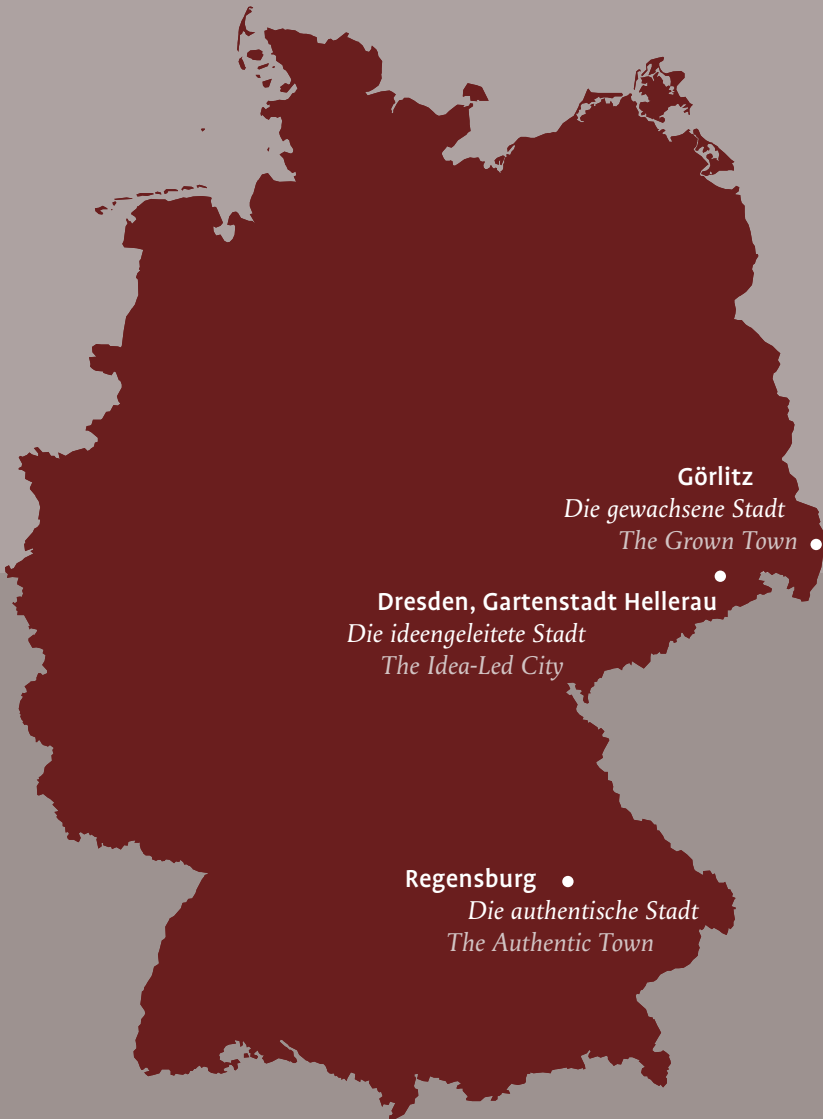 Görlitz
Die gewachsene Stadt
The Grown Town
Dresden, Gartenstadt Hellerau
Die ideengeleitete Stadt
The Idea-Led City
Regensburg
Die authentische Stadt
The Authentic Town